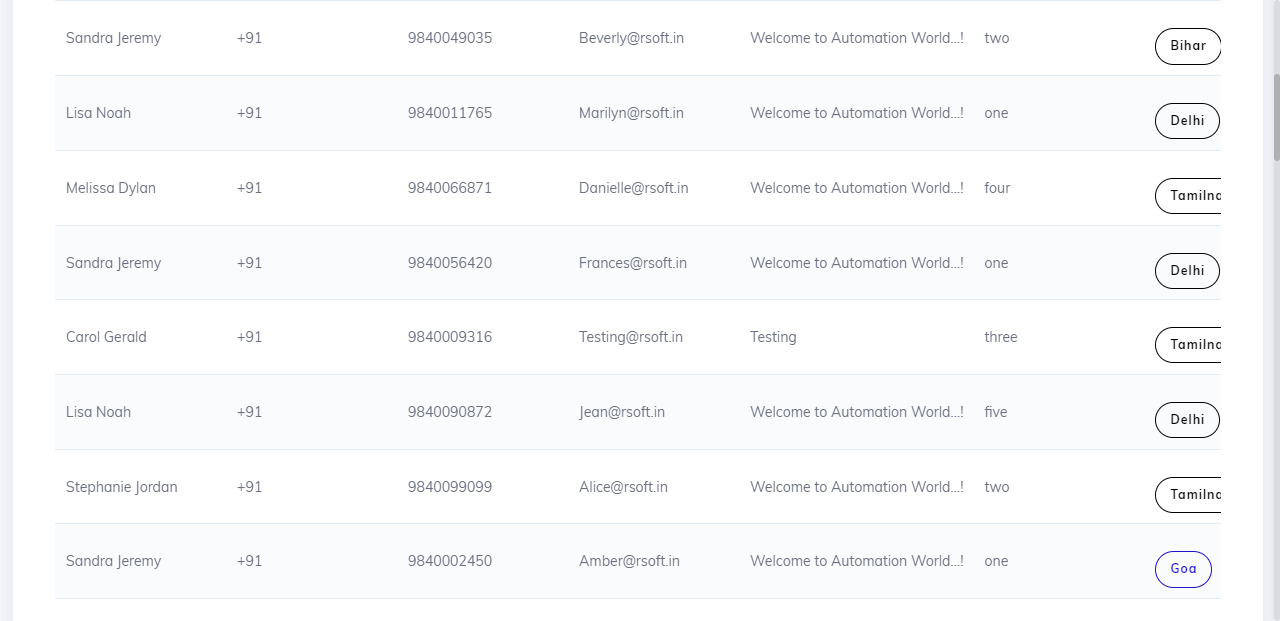 Sandra Jeremy +91 9840049035 Beverly@rsoft.in Welcome to Automation World...! two Bihar
Lisa Noah +91 9840011765 Marilyn@rsoft.in Welcome to Automation World...! one Delhi
Melissa Dylan +91 9840066871 Danielle@rsoft.in Welcome to Automation World...! four Tamilna
Sandra Jeremy +91 9840056420 Frances@rsoft.in Welcome to Automation World...! one Delhi
Carol Gerald +91 9840009316 Testing@rsoft.in Testing three Tamilna
Lisa Noah +91 9840090872 Jean@rsoft.in Welcome to Automation World...! five Delhi
Stephanie Jordan +91 9840099099 Alice@rsoft.in Welcome to Automation World...! two Tamilna
Sandra Jeremy +91 9840002450 Amber@rsoft.in Welcome to Automation World...! one Goa